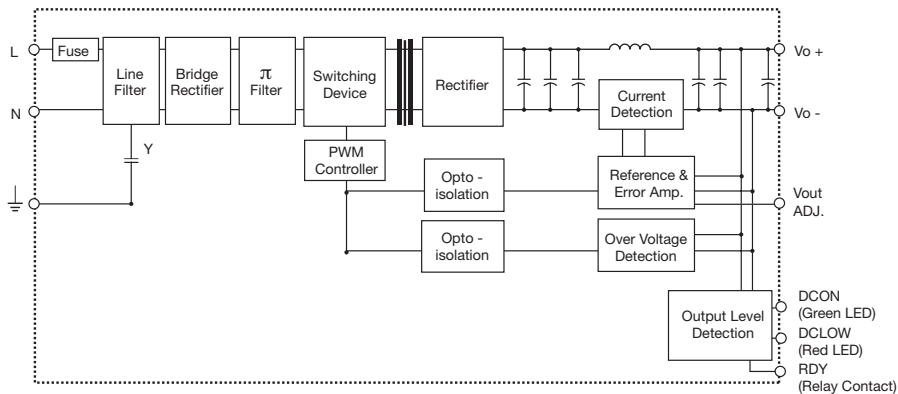 L
Fuse
Line
Filter
Bridge
Rectifier
π
Filter
Switching
Device
Rectifier
Current
Detection
Vo +
N
Vo -
Y
PWM
Controller
Opto -
isolation
Reference &
Error Amp.
Vout
ADJ.
Opto -
isolation
Over Voltage
Detection
Output Level
Detection
DCON
(Green LED)
DCLOW
(Red LED)
RDY
(Relay Contact)